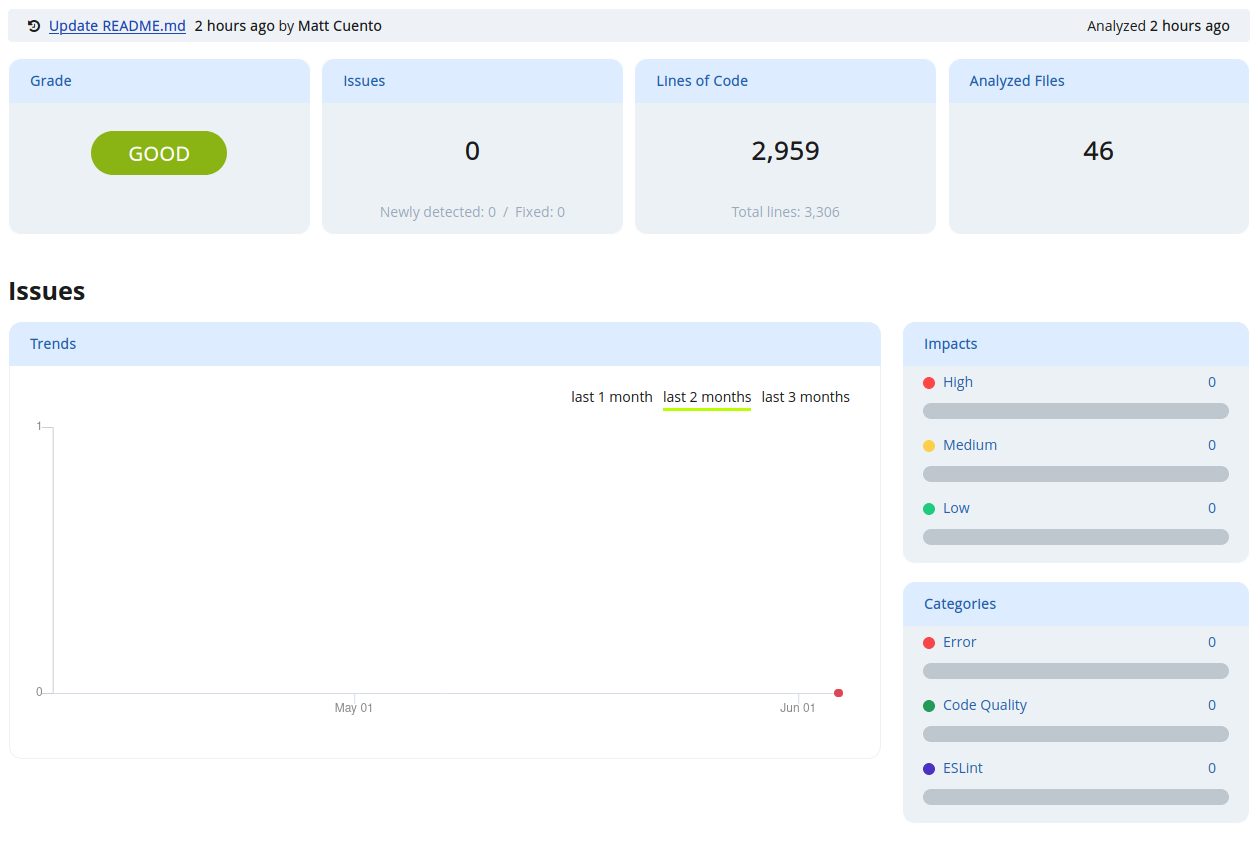 Update README.md 2 hours ago by Matt Cuento Analyzed 2 hours ago
Grade
GOOD
Issues
0
Newly detected: 0 / Fixed: 0
Lines of Code
2,959
Total lines: 3,306
Analyzed Files
46
Issues
Trends
last 1 month last 2 months last 3 months
1
0
May 01 Jun 01
Impacts
High 0
Medium 0
Low 0
Categories
Error 0
Code Quality 0
ESLint 0